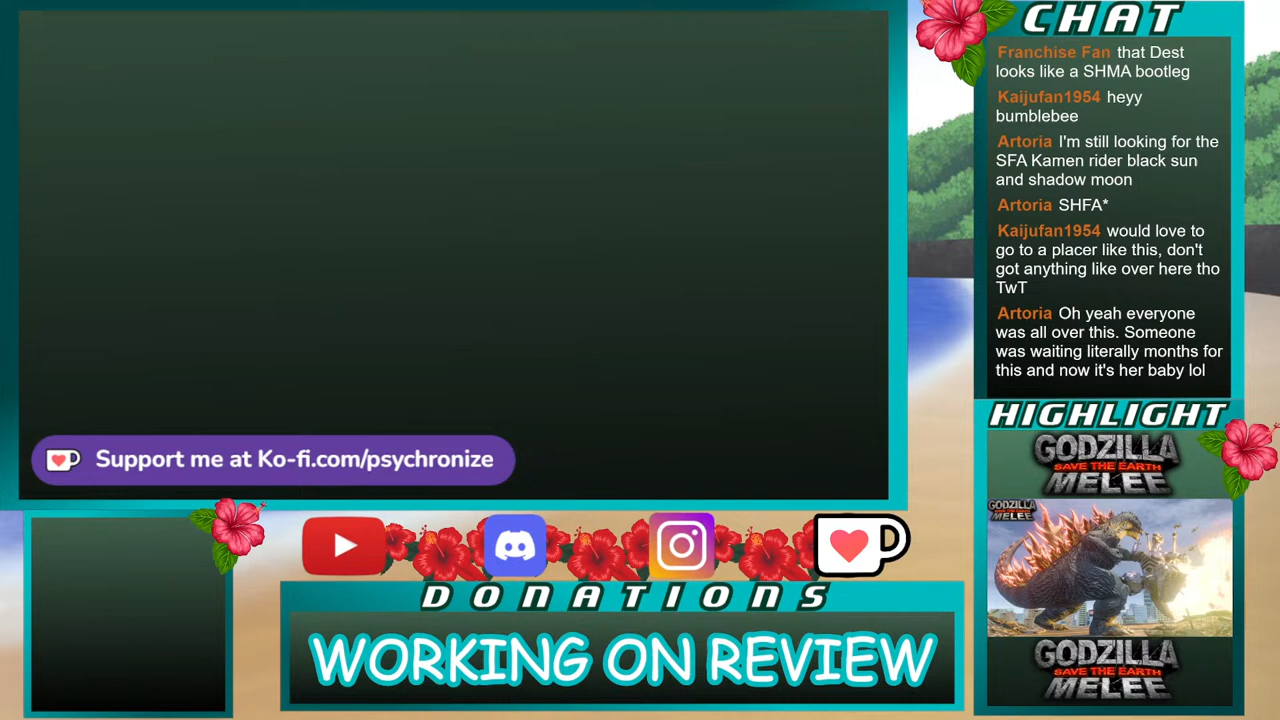 CHAT
Franchise Fan that Dest
looks like a SHMA bootleg
Kaijufan1954 heyy
bumblebee
Artoria I'm still looking for the
SFA Kamen rider black sun
and shadow moon
Artoria SHFA*
Kaijufan1954 would love to
go to a placer like this, don't
got anything like over here tho
TwT
Artoria Oh yeah everyone
was all over this. Someone
was waiting literally months for
this and now it's her baby lol
Support me at Ko-fi.com/psychronize
HIGHLIGHT
GODZILLA
SAVE THE EARTH
MELEE
GODZILLA
SAVE THE EARTH
MELEE
GODZILLA
SAVE THE EARTH
MELEE
DONATIONS
WORKING ON REVIEW